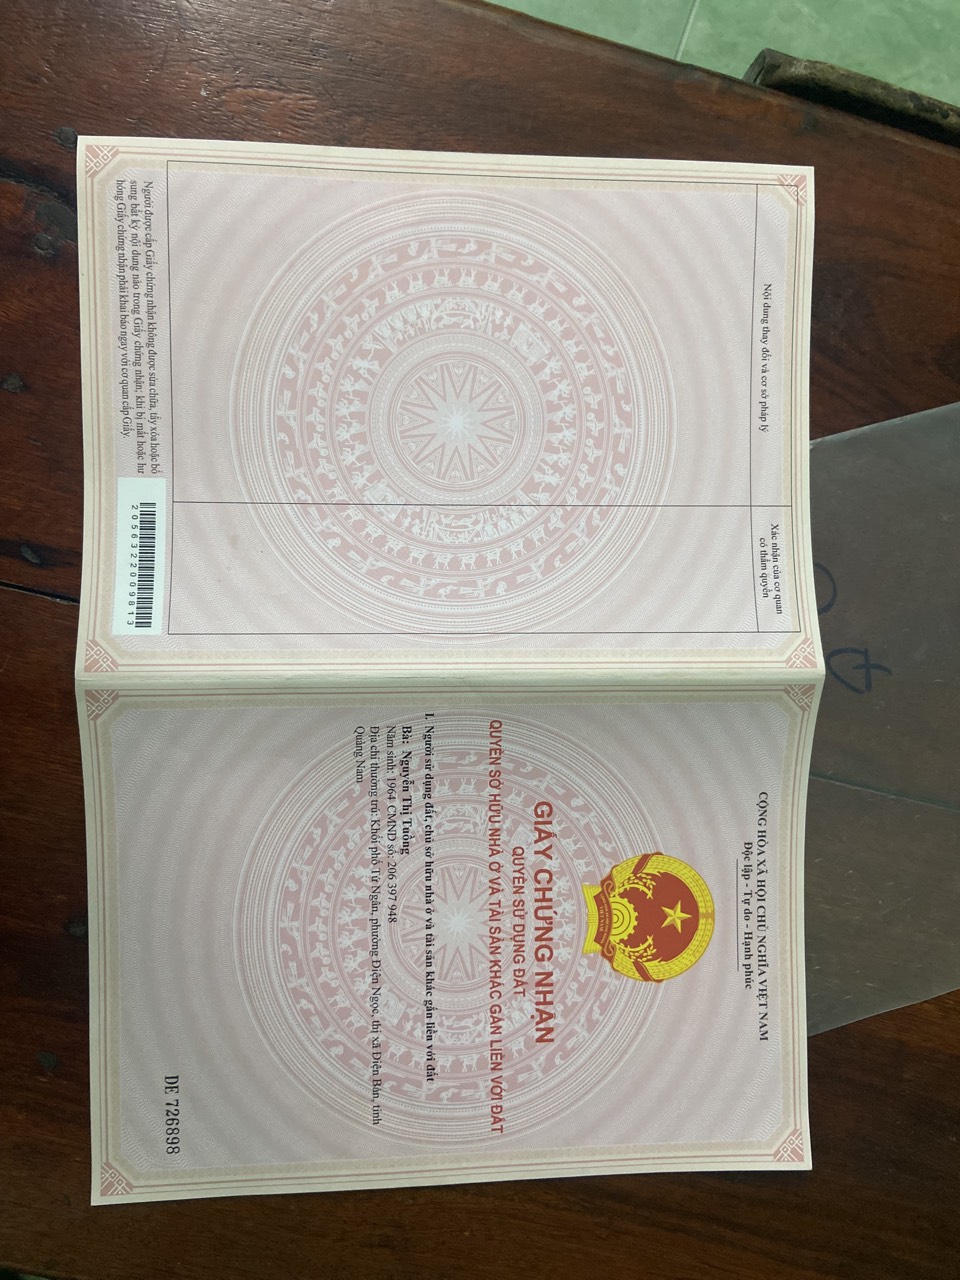 Nội dung thay đổi và cơ sở pháp lý
Xác nhận của cơ quan
có thẩm quyền
Người được cấp Giấy chứng nhận không được sửa chữa, tẩy xóa hoặc bổ
sung bất kỳ nội dung nào trong Giấy chứng nhận; khi bị mất hoặc hư
hỏng Giấy chứng nhận phải khai báo ngay với cơ quan cấp Giấy.
2056322009813
CỘNG HÒA XÃ HỘI CHỦ NGHĨA VIỆT NAM
Độc lập - Tự do - Hạnh phúc
GIẤY CHỨNG NHẬN
QUYỀN SỬ DỤNG ĐẤT
QUYỀN SỞ HỮU NHÀ Ở VÀ TÀI SẢN KHÁC GẮN LIỀN VỚI ĐẤT
I. Người sử dụng đất, chủ sở hữu nhà ở và tài sản khác gắn liền với đất
Bà: Nguyễn Thị Tuồng
Năm sinh: 1964 CMND số: 206 397 948
Địa chỉ thường trú: Khối phố Tứ Ngân, phường Điện Ngọc, thị xã Điện Bàn, tỉnh
Quảng Nam
DE 726898